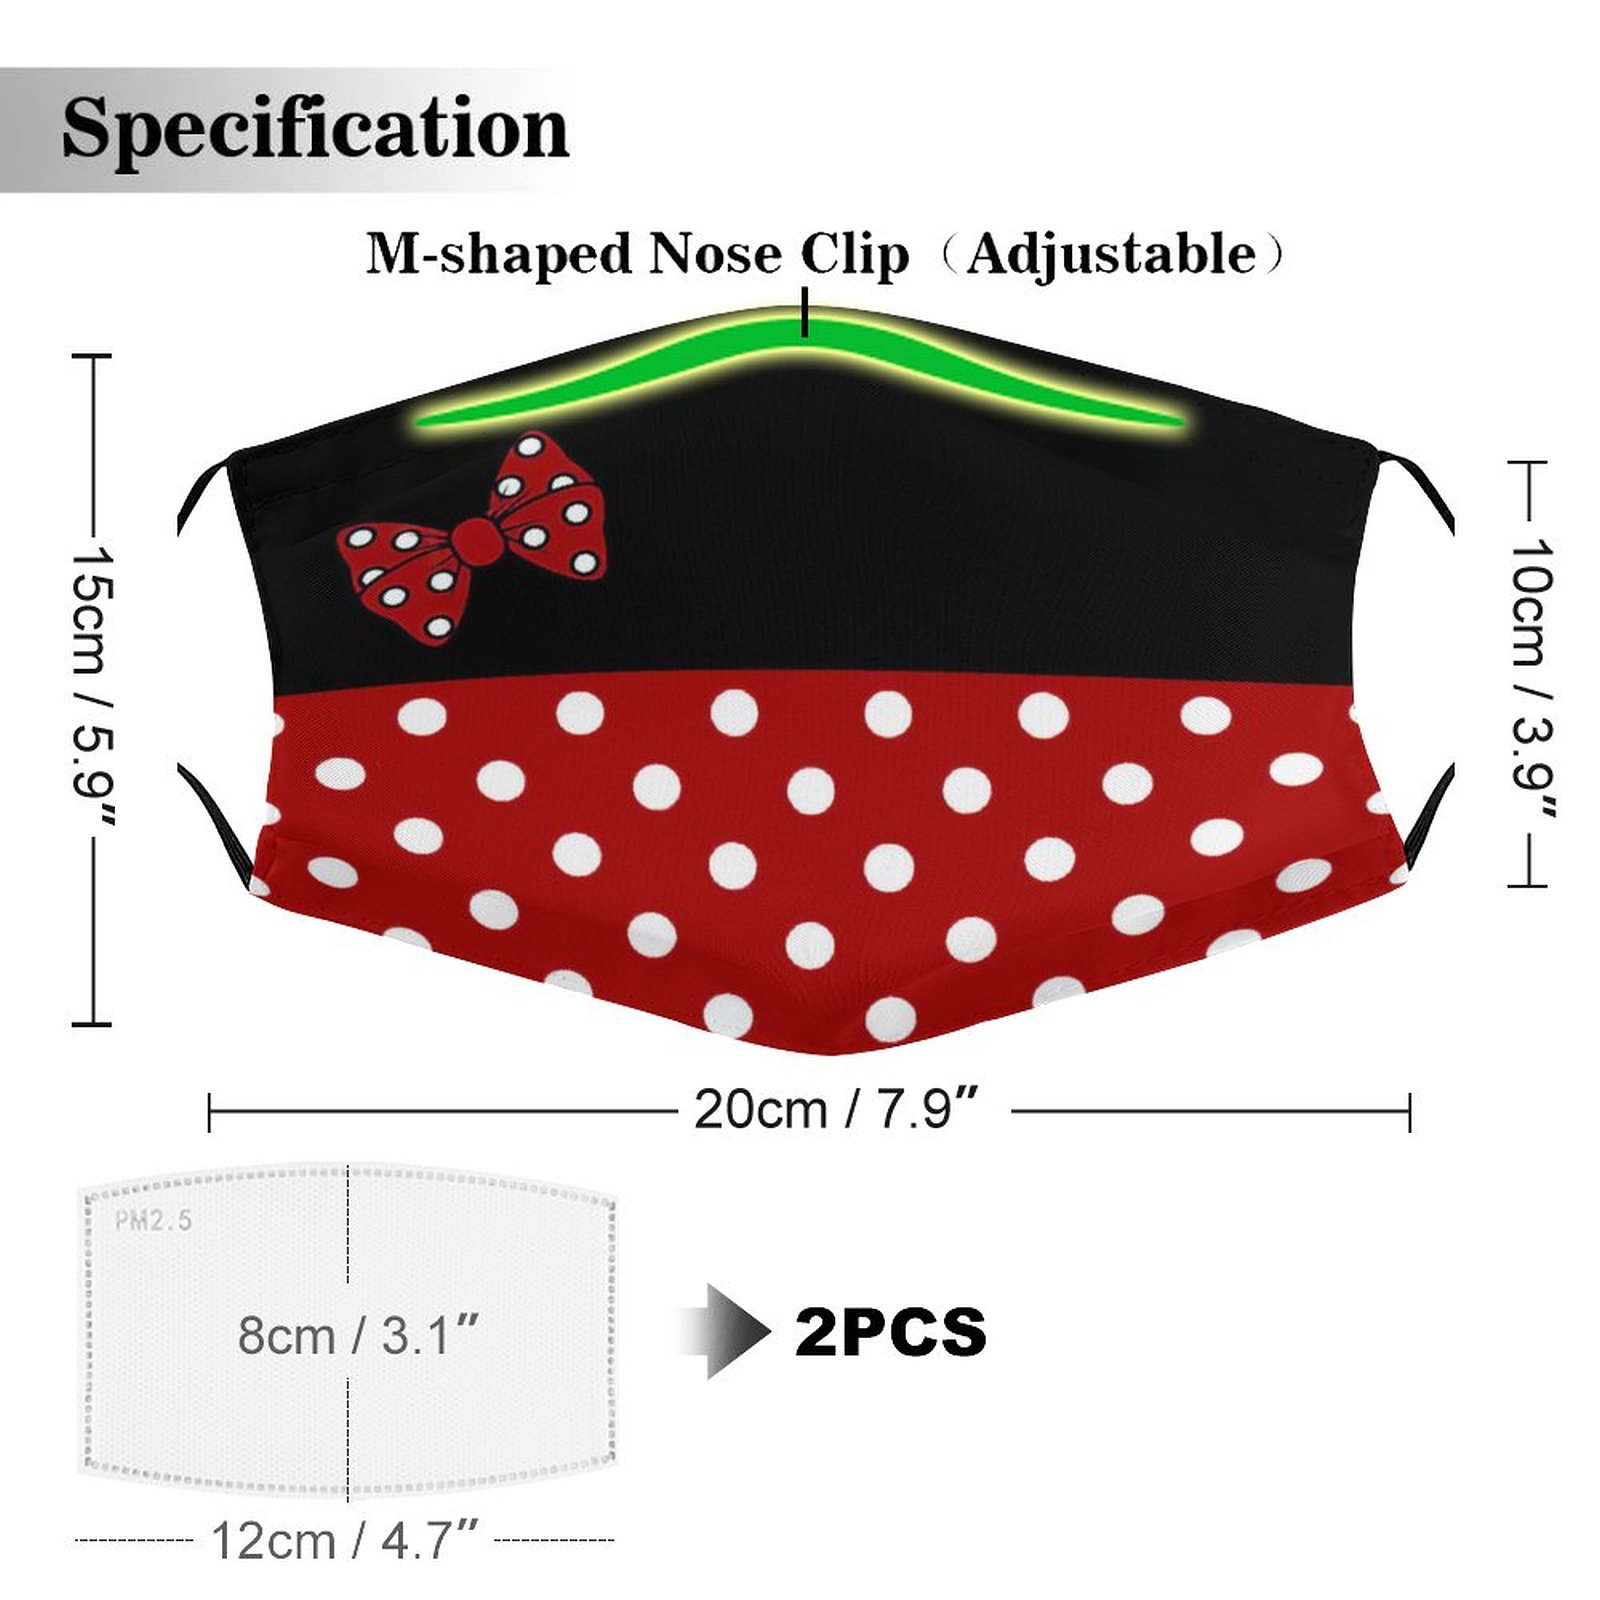 Specification
M-shaped Nose Clip（Adjustable）
15cm / 5.9″
10cm / 3.9″
20cm / 7.9″
PM2.5
8cm / 3.1″
2PCS
12cm / 4.7″